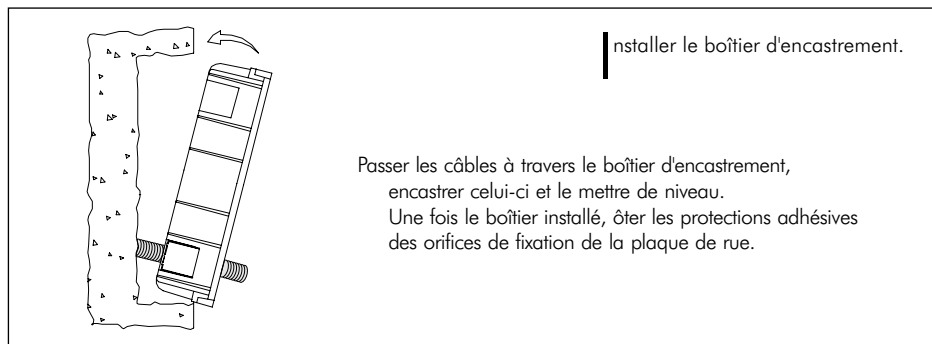 Installer le boîtier d'encastrement.
Passer les câbles à travers le boîtier d'encastrement,
encastrer celui-ci et le mettre de niveau.
Une fois le boîtier installé, ôter les protections adhésives
des orifices de fixation de la plaque de rue.